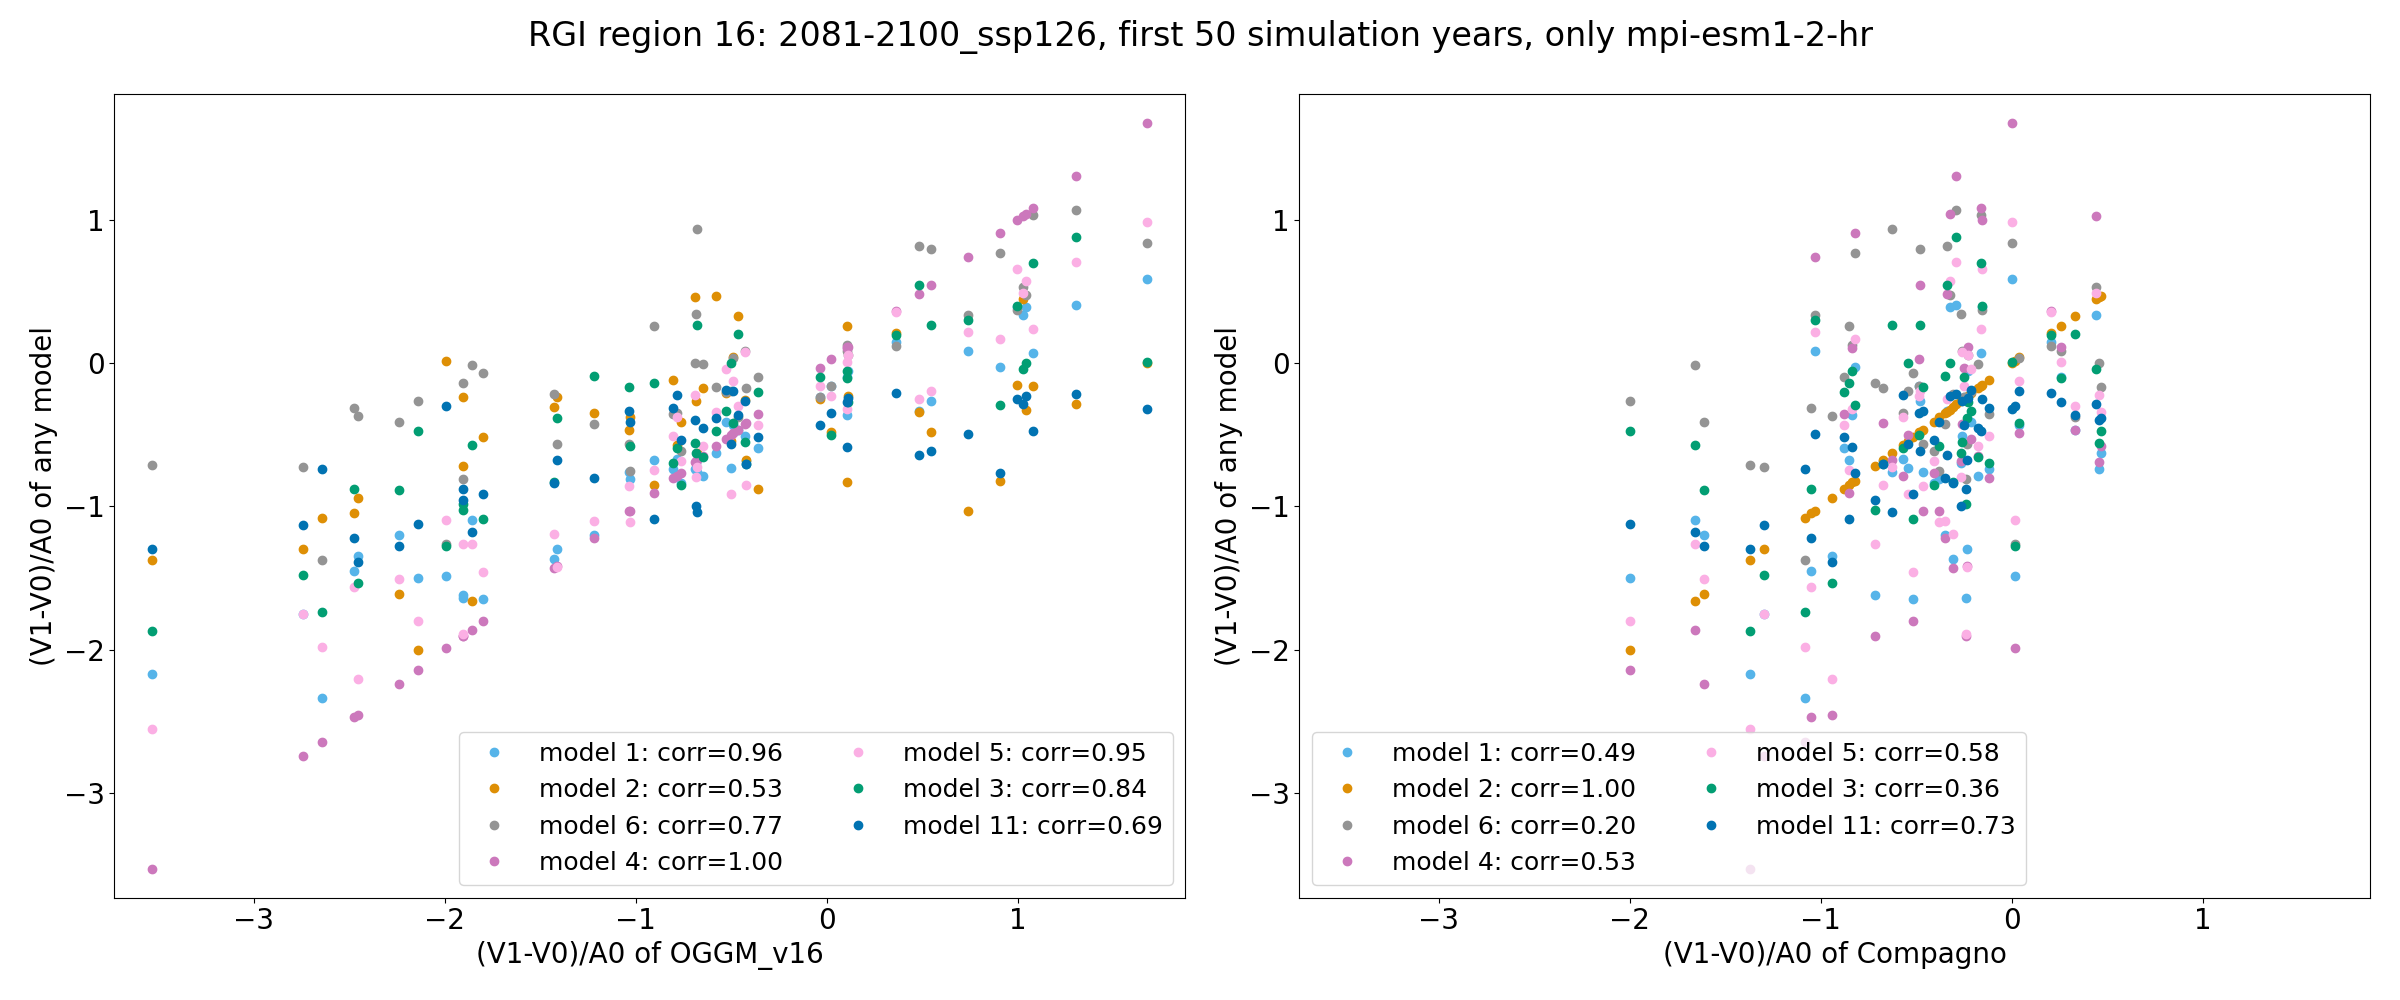 RGI region 16: 2081-2100_ssp126, first 50 simulation years, only mpi-esm1-2-hr
(V1-V0)/A0 of any model
1
0
−1
−2
−3
model 1: corr=0.96
model 2: corr=0.53
model 6: corr=0.77
model 4: corr=1.00
model 5: corr=0.95
model 3: corr=0.84
model 11: corr=0.69
−3
−2
−1
0
1
(V1-V0)/A0 of OGGM_v16
(V1-V0)/A0 of any model
1
0
−1
−2
−3
model 1: corr=0.49
model 2: corr=1.00
model 6: corr=0.20
model 4: corr=0.53
model 5: corr=0.58
model 3: corr=0.36
model 11: corr=0.73
−3
−2
−1
0
1
(V1-V0)/A0 of Compagno